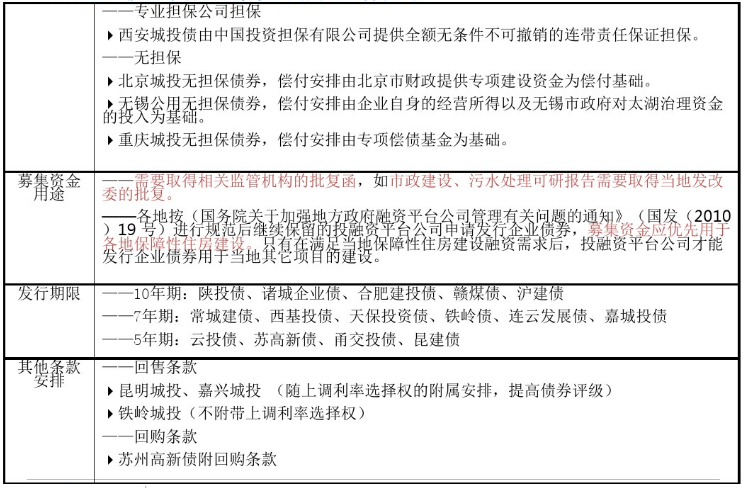 ——专业担保公司担保
西安城投债由中国投资担保有限公司提供全额无条件不可撤销的连带责任保证担保。
——无担保
北京城投无担保债券，偿付安排由北京市财政提供专项建设资金为偿付基础。
无锡公用无担保债券，偿付安排由企业自身的经营所得以及无锡市政府对太湖治理资金
的投入为基础。
重庆城投无担保债券，偿付安排由专项偿债基金为基础。
募集资金
用途
——需要取得相关监管机构的批复函，如市政建设、污水处理可研报告需要取得当地发改
委的批复。
——各地按《国务院关于加强地方政府融资平台公司管理有关问题的通知》（国发（2010
）19 号）进行规范后继续保留的投融资平台公司申请发行企业债券，募集资金应优先用于
各地保障性住房建设。只有在满足当地保障性住房建设融资需求后，投融资平台公司才能
发行企业债券用于当地其它项目的建设。
发行期限
——10年期：陕投债、诸城企业债、合肥建投债、赣煤债、沪建债
——7年期：常城建债、西基投债、天保投资债、铁岭债、连云发展债、嘉城投债
——5年期：云投债、苏高新债、甬交投债、昆建债
其他条款
安排
——回售条款
昆明城投、嘉兴城投 （随上调利率选择权的附属安排，提高债券评级）
铁岭城投（不附带上调利率选择权）
——回购条款
苏州高新债附回购条款